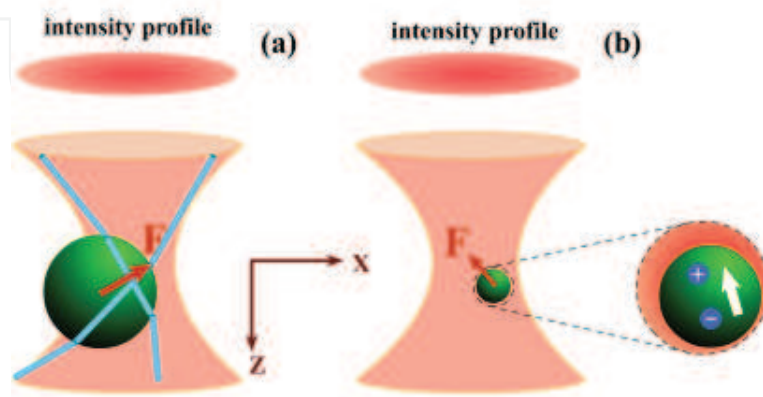 intensity profile
(a)
intensity profile
(b)
F
X
Z
F
+
−